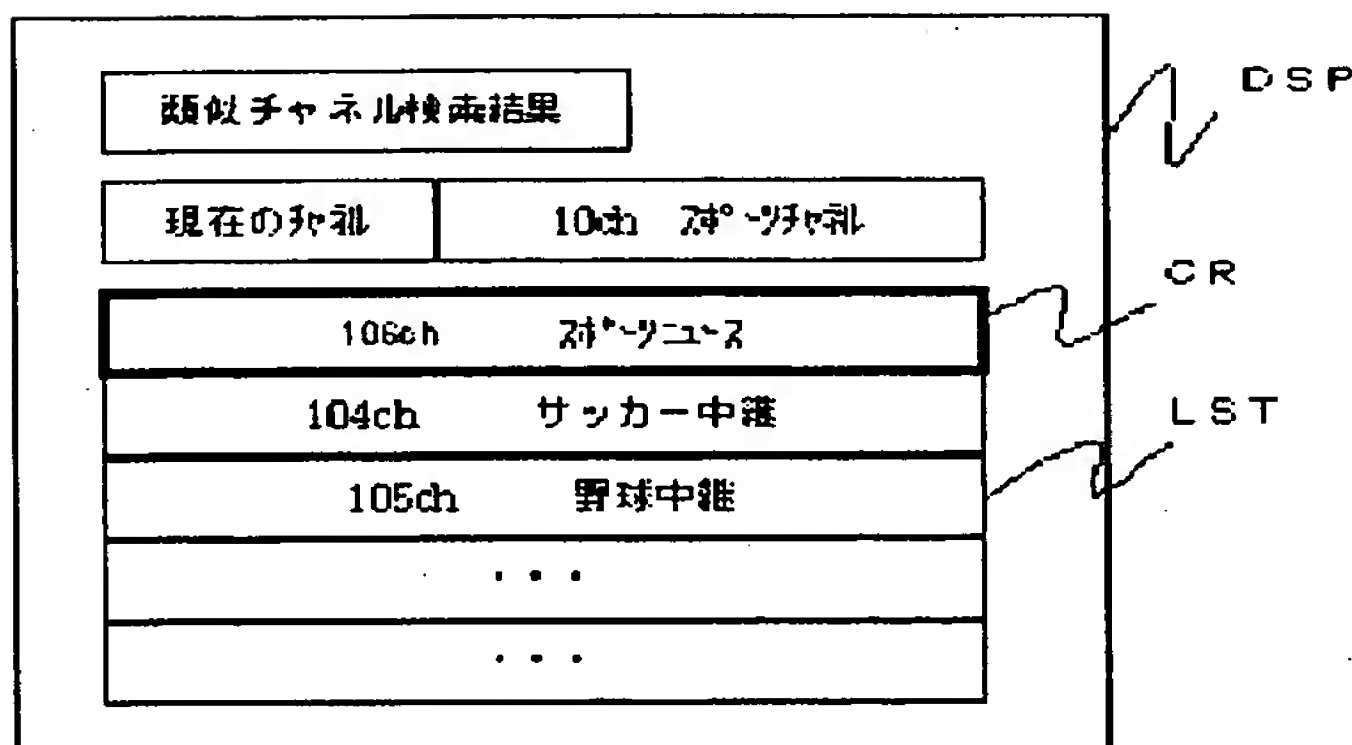 類似チャネル検索結果
DSP
現在のﾁｬﾈﾙ 10ch ｽﾎﾟｰﾂﾁｬﾈﾙ
CR
106ch ｽﾎﾟｰﾂﾆｭｰｽ
104ch サッカー中継
LST
105ch 野球中継
・・・
・・・